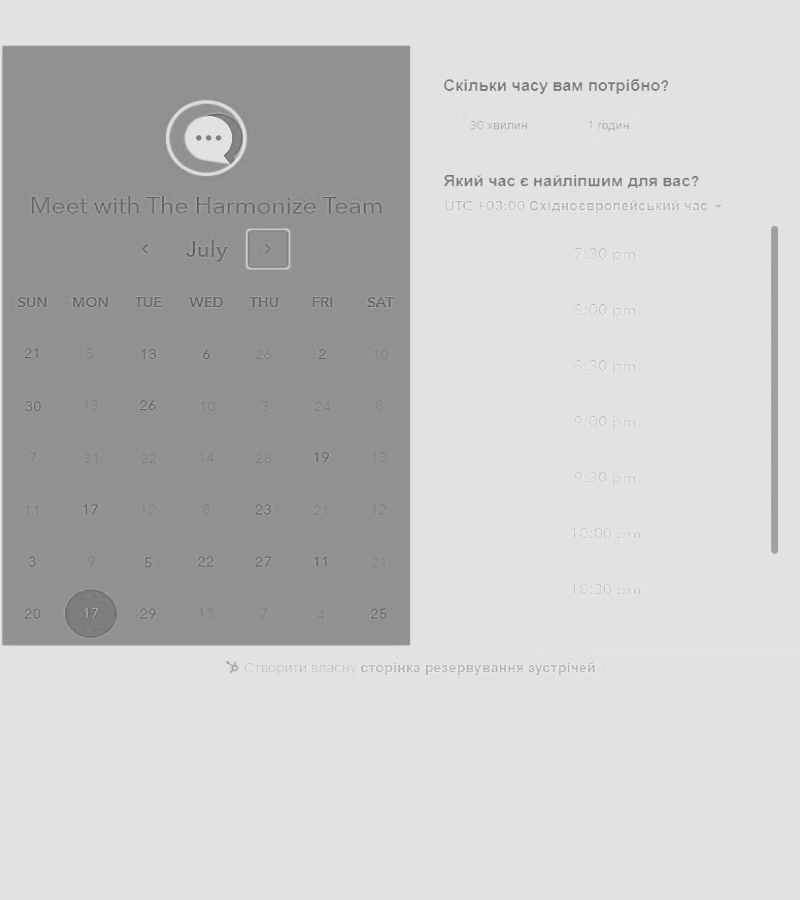 Meet with The Harmonize Team
July
SUN MON TUE WED THU FRI SAT
21 5 13 6 26 2 10
30 13 26 10 3 24 8
7 31 22 14 28 19 13
11 17 12 8 23 21 12
3 9 5 22 27 11 21
20 17 29 13 7 4 25
Скільки часу вам потрібно?
30 хвилин 1 годин
Який час є найліпшим для вас?
UTC +03:00 Східноєвропейський час
7:30 pm
8:00 pm
8:30 pm
9:00 pm
9:30 pm
10:00 pm
10:30 pm
Створити власну сторінка резервування зустрічей